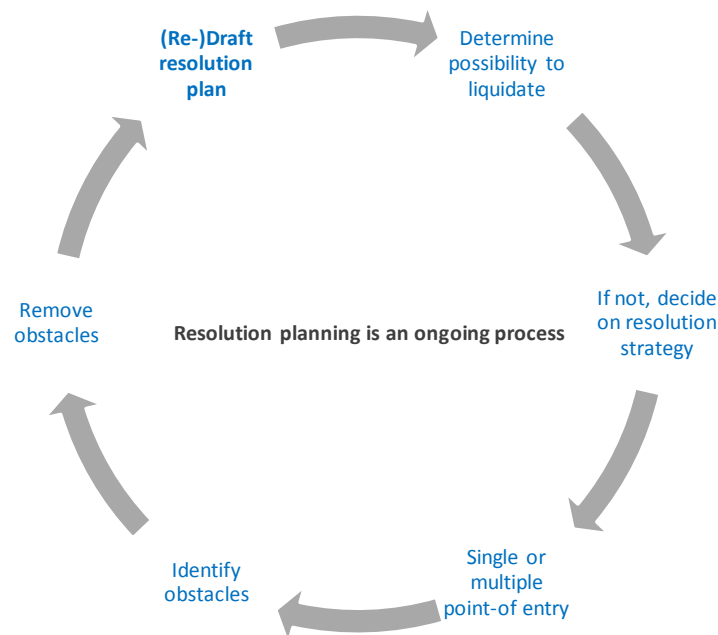 (Re-)Draft
resolution
plan
Determine
possibility to
liquidate
If not, decide
on resolution
strategy
Single or
multiple
point-of entry
Identify
obstacles
Remove
obstacles
Resolution planning is an ongoing process